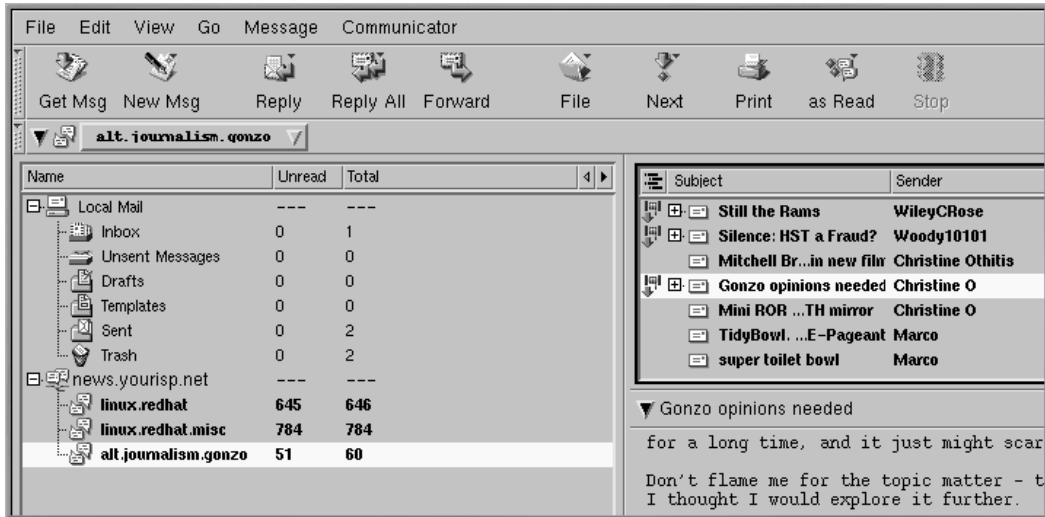 File Edit View Go Message Communicator
Get Msg New Msg Reply Reply All Forward File Next Print as Read Stop
alt.journalism.gonzo
Name Unread Total
Local Mail --- ---
Inbox 0 1
Unsent Messages 0 0
Drafts 0 0
Templates 0 0
Sent 0 2
Trash 0 2
news.yourisp.net --- ---
linux.redhat 645 646
linux.redhat.misc 784 784
alt.journalism.gonzo 51 60
Subject Sender
Still the Rams WileyCRose
Silence: HST a Fraud? Woody10101
Mitchell Br...in new film Christine Othitis
Gonzo opinions needed Christine O
Mini ROR ...TH mirror Christine O
TidyBowl. ...E-Pageant Marco
super toilet bowl Marco
Gonzo opinions needed
for a long time, and it just might scar
Don't flame me for the topic matter - t
I thought I would explore it further.